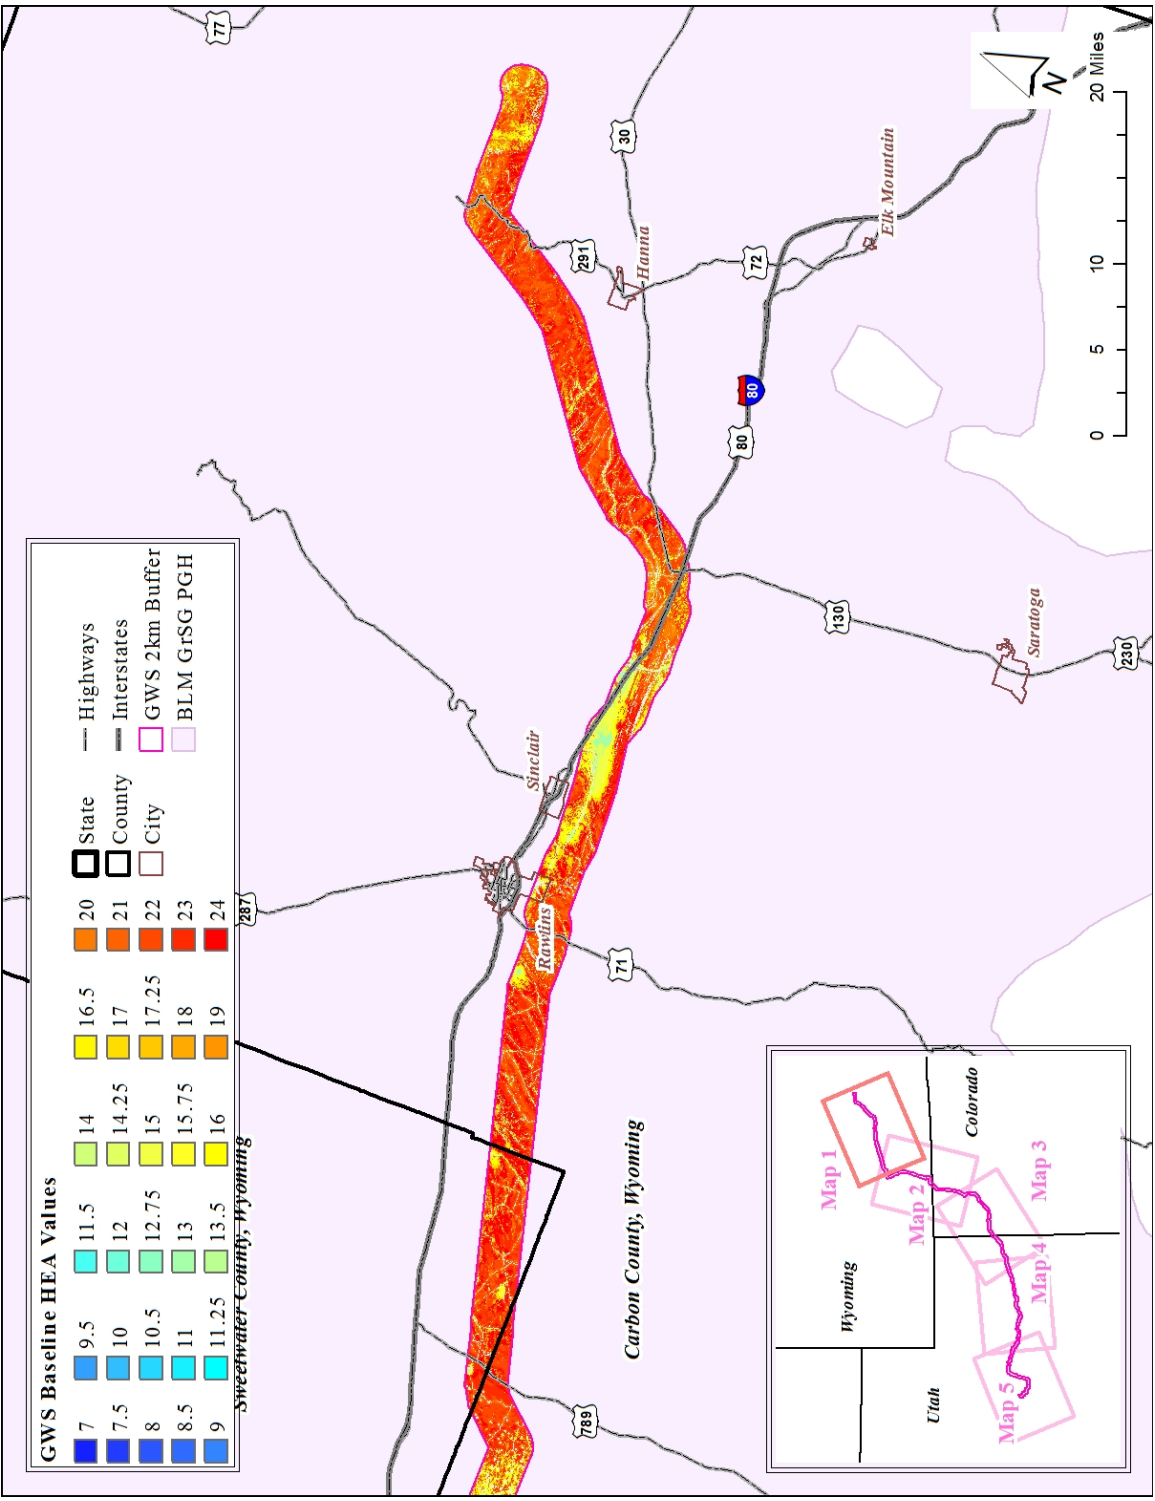 GWS Baseline HEA Values
7
7.5
8
8.5
9
9.5
10
10.5
11
11.25
11.5
12
12.75
13
13.5
14
14.25
15
15.75
16
16.5
17
17.25
18
19
20
21
22
23
24
State
County
City
Highways
Interstates
GWS 2km Buffer
BLM GrSG PGH
Sweetwater County, Wyoming
Carbon County, Wyoming
77
287
30
291
Hanna
72
Elk Mountain
80
80
Sinclair
Rawlins
71
130
Saratoga
230
789
N
0
5
10
20 Miles
Wyoming
Utah
Colorado
Map 1
Map 2
Map 3
Map 4
Map 5